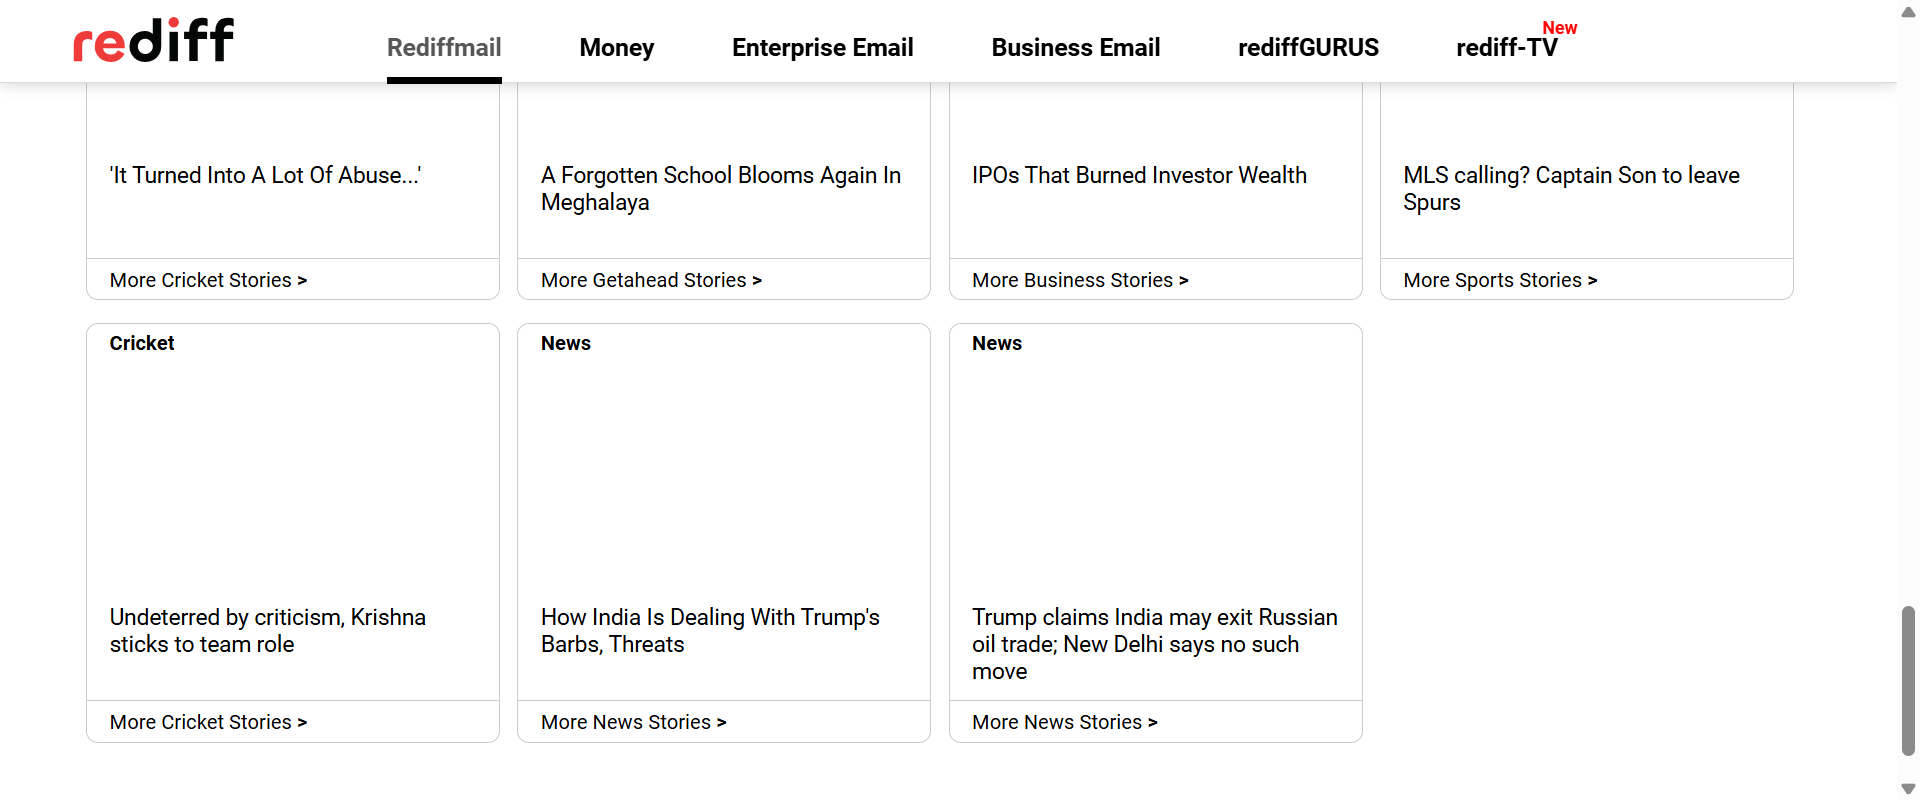 rediff
Rediffmail
Money
Enterprise Email
Business Email
rediffGURUS
rediff-TV
New
'It Turned Into A Lot Of Abuse...'
More Cricket Stories >
A Forgotten School Blooms Again In
Meghalaya
More Getahead Stories >
IPOs That Burned Investor Wealth
More Business Stories >
MLS calling? Captain Son to leave
Spurs
More Sports Stories >
Cricket
Undeterred by criticism, Krishna
sticks to team role
More Cricket Stories >
News
How India Is Dealing With Trump's
Barbs, Threats
More News Stories >
News
Trump claims India may exit Russian
oil trade; New Delhi says no such
move
More News Stories >